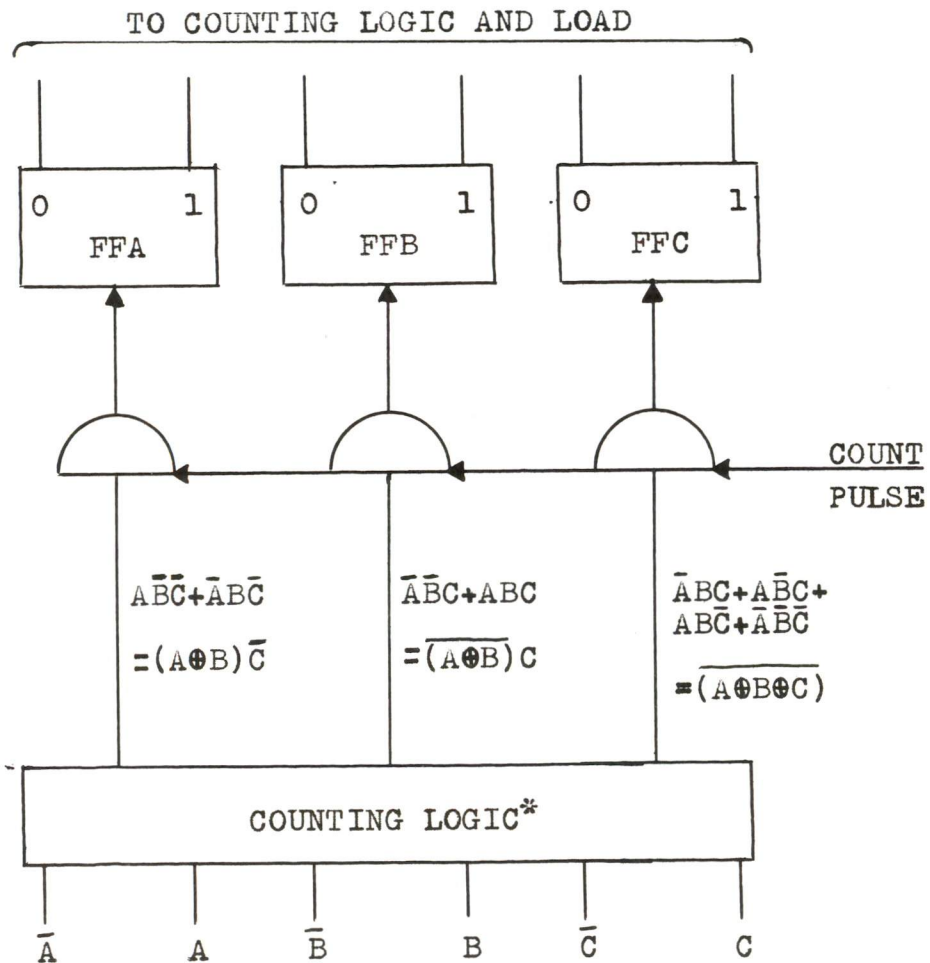 TO COUNTING LOGIC AND LOAD
0 1 0 1 0 1
FFA FFB FFC
COUNT
PULSE
AB̄C̄+ĀBC̄
=(A⊕B)C̄
ĀB̄C+ABC
=(A̅⊕̅B̅)C
ĀBC+AB̄C+
ABC̄+ĀB̄C̄
=(A̅⊕̅B̅⊕̅C̅)
COUNTING LOGIC*
Ā A B̄ B C̄ C